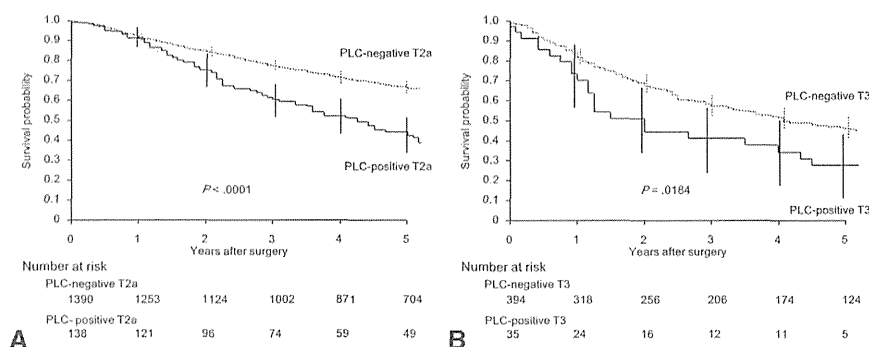 1.0
0.9
0.8
0.7
0.6
0.5
0.4
0.3
0.2
0.1
0
Survival probability
PLC-negative T2a
PLC-positive T2a
P < .0001
0 1 2 3 4 5
Years after surgery
Number at risk
PLC-negative T2a
1390 1253 1124 1002 871 704
PLC- positive T2a
138 121 96 74 59 49
A
1.0
0.9
0.8
0.7
0.6
0.5
0.4
0.3
0.2
0.1
0
Survival probability
PLC-negative T3
PLC-positive T3
P = .0184
0 1 2 3 4 5
Years after surgery
Number at risk
PLC-negative T3
394 318 256 206 174 124
PLC-positive T3
35 24 16 12 11 5
B